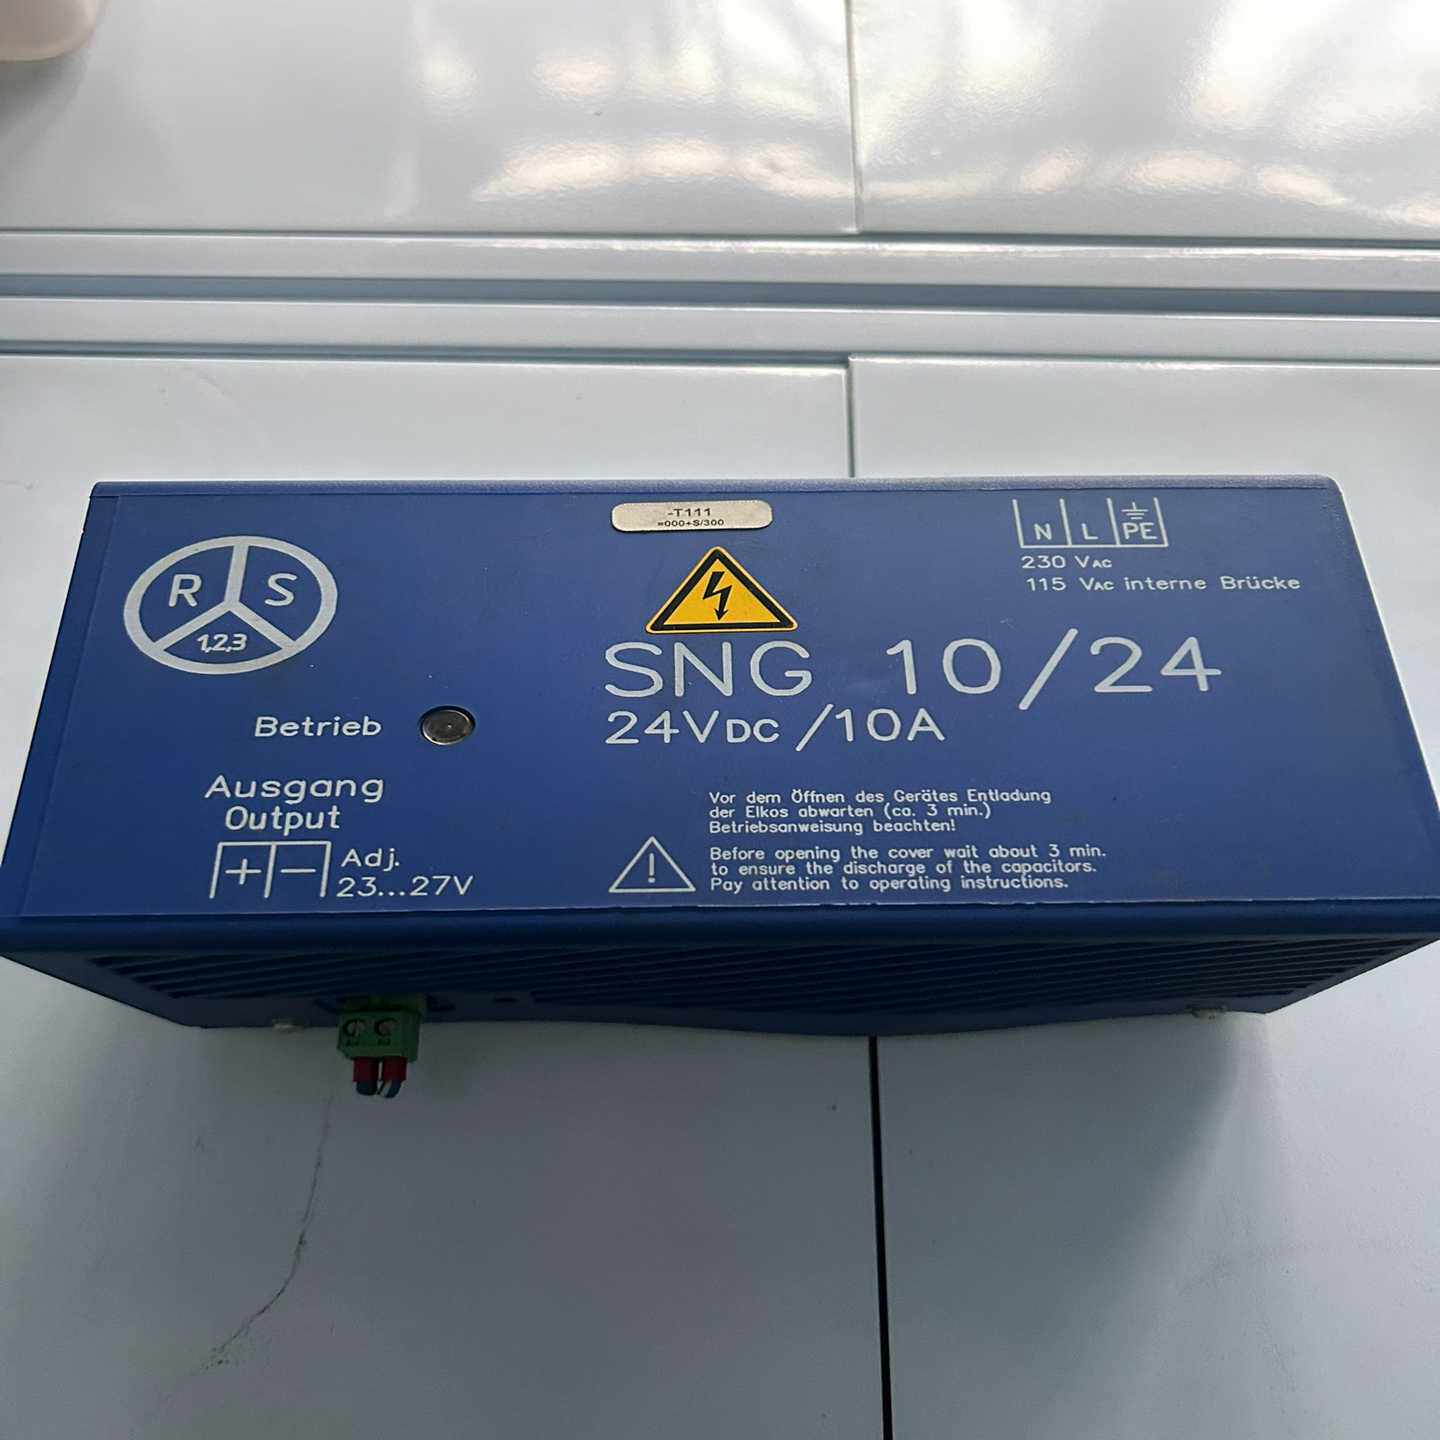 -T111
=000+S/300
N L PE
230 VAC
115 VAC interne Brücke
R S
1,2,3
SNG 10/24
24VDC/10A
Betrieb
Ausgang
Output
+ − Adj.
23...27V
Vor dem Öffnen des Gerätes Entladung
der Elkos abwarten (ca. 3 min.)
Betriebsanweisung beachten!
! Before opening the cover wait about 3 min.
to ensure the discharge of the capacitors.
Pay attention to operating instructions.